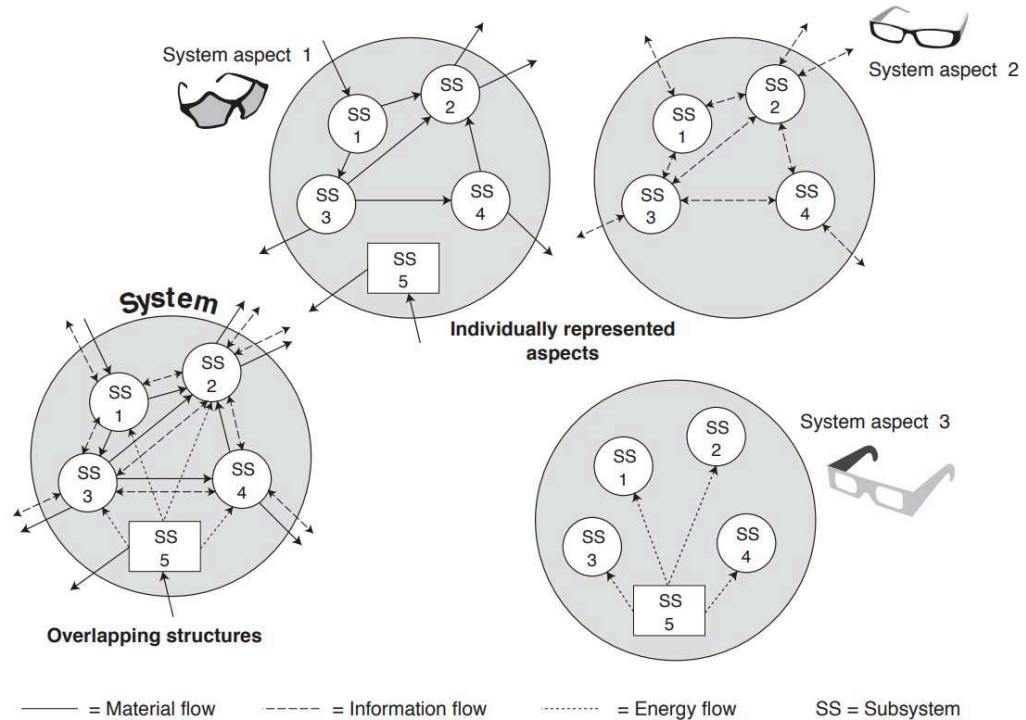 System aspect 1
SS
1
SS
2
SS
3
SS
4
SS
5
System aspect 2
SS
1
SS
2
SS
3
SS
4
Individually represented
aspects
System
SS
1
SS
2
SS
3
SS
4
SS
5
Overlapping structures
System aspect 3
SS
1
SS
2
SS
3
SS
4
SS
5
= Material flow
= Information flow
= Energy flow
SS = Subsystem